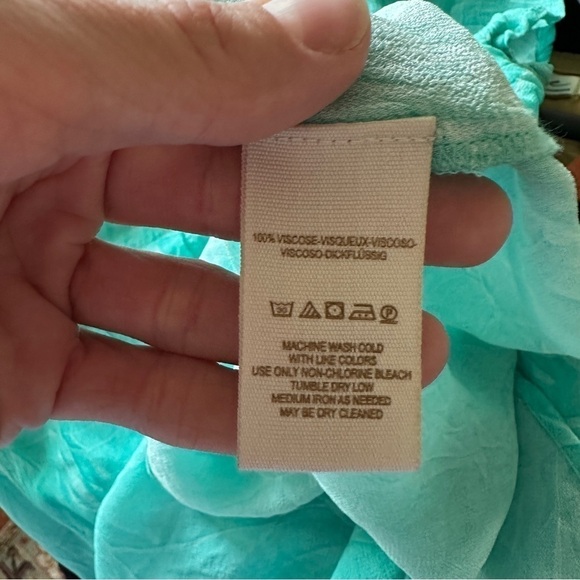 100% VISCOSE-VISQUEUX-VISCOSO-
VISCOSO-DICKFLÜSSIG
30 P
MACHINE WASH COLD
WITH LIKE COLORS
USE ONLY NON-CHLORINE BLEACH
TUMBLE DRY LOW
MEDIUM IRON AS NEEDED
MAY BE DRY CLEANED